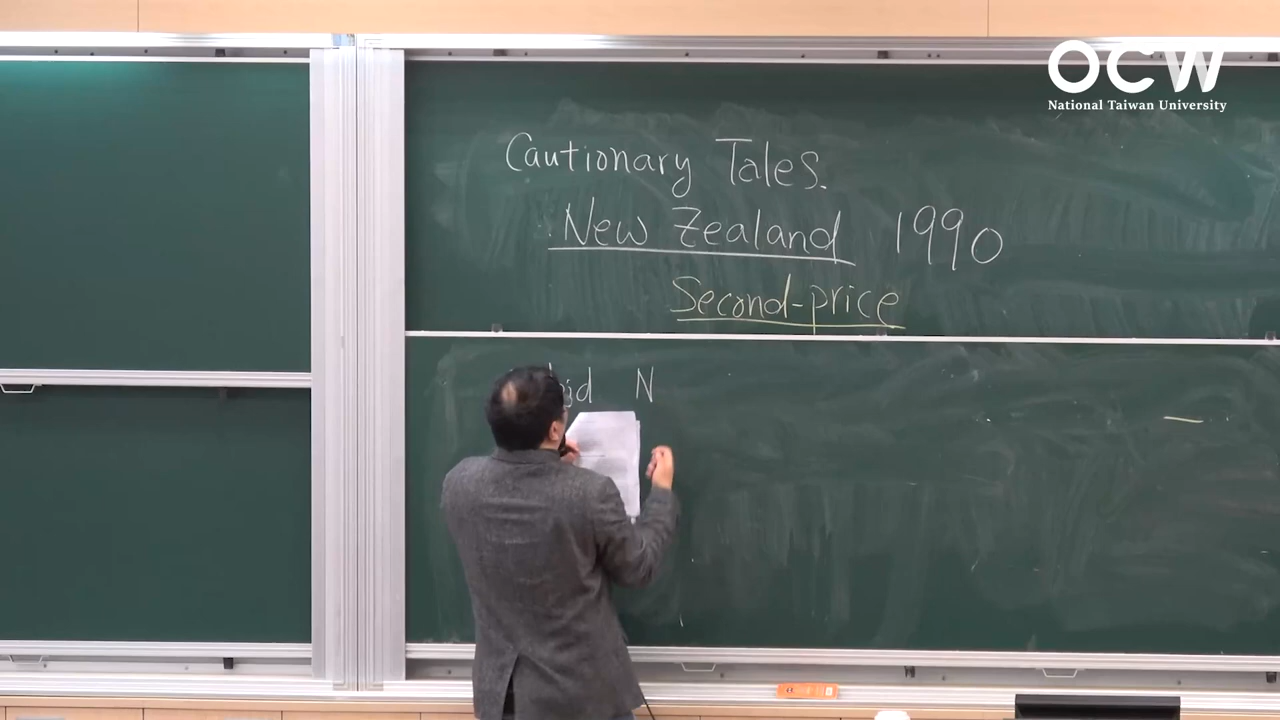 OCW
National Taiwan University
Cautionary Tales.
New Zealand 1990
Second-price
N